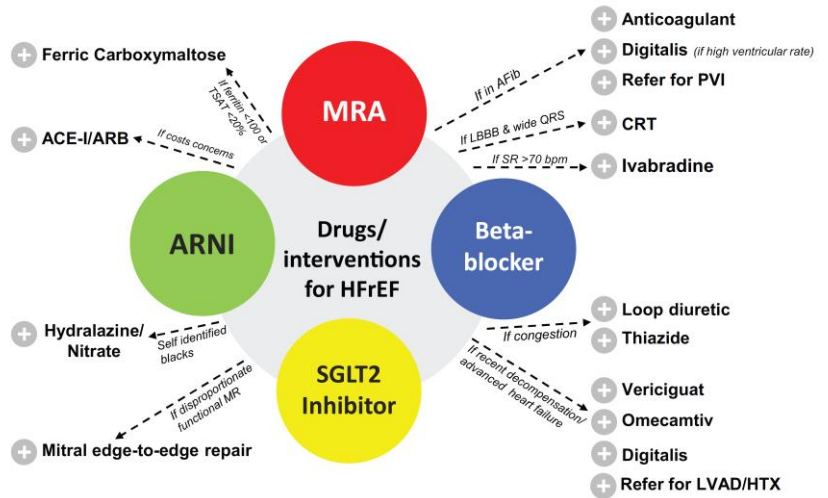 Ferric Carboxymaltose
If ferritin <100 or
TSAT <20%
ACE-I/ARB
If costs concerns
MRA
ARNI
Drugs/
interventions
for HFrEF
Beta-
blocker
SGLT2
Inhibitor
Anticoagulant
If in AFib
Digitalis (if high ventricular rate)
Refer for PVI
If LBBB & wide QRS
CRT
If SR >70 bpm
Ivabradine
Hydralazine/
Nitrate
Self identified
blacks
If disproportionate
functional MR
Mitral edge-to-edge repair
If congestion
Loop diuretic
Thiazide
If recent decompensation/
advanced heart failure
Vericiguat
Omecamtiv
Digitalis
Refer for LVAD/HTX